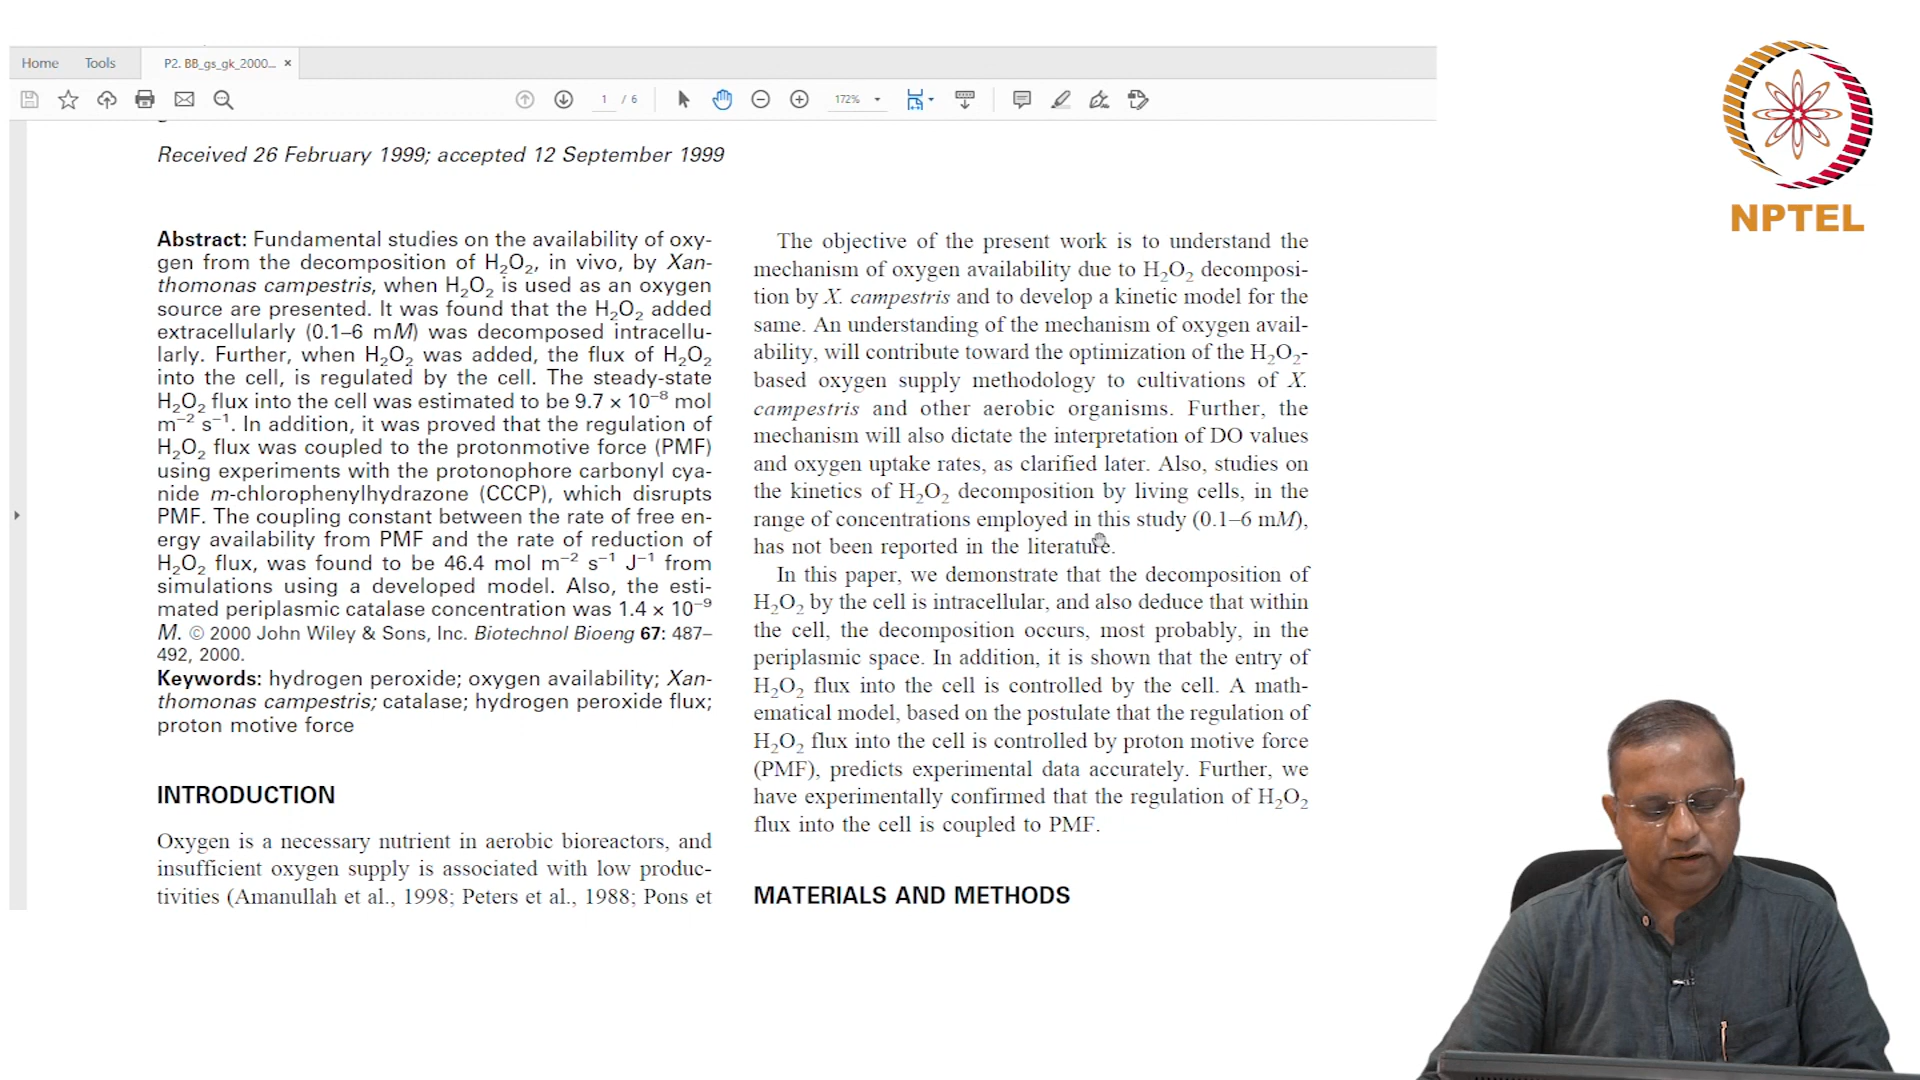 Home Tools P2. BB_gs_gk_2000... ×
1 / 6 172%
Received 26 February 1999; accepted 12 September 1999
Abstract: Fundamental studies on the availability of oxy-
gen from the decomposition of H₂O₂, in vivo, by Xan-
thomonas campestris, when H₂O₂ is used as an oxygen
source are presented. It was found that the H₂O₂ added
extracellularly (0.1–6 mM) was decomposed intracellu-
larly. Further, when H₂O₂ was added, the flux of H₂O₂
into the cell, is regulated by the cell. The steady-state
H₂O₂ flux into the cell was estimated to be 9.7 × 10⁻⁸ mol
m⁻² s⁻¹. In addition, it was proved that the regulation of
H₂O₂ flux was coupled to the protonmotive force (PMF)
using experiments with the protonophore carbonyl cya-
nide m-chlorophenylhydrazone (CCCP), which disrupts
PMF. The coupling constant between the rate of free en-
ergy availability from PMF and the rate of reduction of
H₂O₂ flux, was found to be 46.4 mol m⁻² s⁻¹ J⁻¹ from
simulations using a developed model. Also, the esti-
mated periplasmic catalase concentration was 1.4 × 10⁻⁹
M. © 2000 John Wiley & Sons, Inc. Biotechnol Bioeng 67: 487–
492, 2000.
Keywords: hydrogen peroxide; oxygen availability; Xan-
thomonas campestris; catalase; hydrogen peroxide flux;
proton motive force
INTRODUCTION
Oxygen is a necessary nutrient in aerobic bioreactors, and
insufficient oxygen supply is associated with low produc-
tivities (Amanullah et al., 1998; Peters et al., 1988; Pons et
The objective of the present work is to understand the
mechanism of oxygen availability due to H₂O₂ decomposi-
tion by X. campestris and to develop a kinetic model for the
same. An understanding of the mechanism of oxygen avail-
ability, will contribute toward the optimization of the H₂O₂-
based oxygen supply methodology to cultivations of X.
campestris and other aerobic organisms. Further, the
mechanism will also dictate the interpretation of DO values
and oxygen uptake rates, as clarified later. Also, studies on
the kinetics of H₂O₂ decomposition by living cells, in the
range of concentrations employed in this study (0.1–6 mM),
has not been reported in the literature.
In this paper, we demonstrate that the decomposition of
H₂O₂ by the cell is intracellular, and also deduce that within
the cell, the decomposition occurs, most probably, in the
periplasmic space. In addition, it is shown that the entry of
H₂O₂ flux into the cell is controlled by the cell. A math-
ematical model, based on the postulate that the regulation of
H₂O₂ flux into the cell is controlled by proton motive force
(PMF), predicts experimental data accurately. Further, we
have experimentally confirmed that the regulation of H₂O₂
flux into the cell is coupled to PMF.
MATERIALS AND METHODS
NPTEL